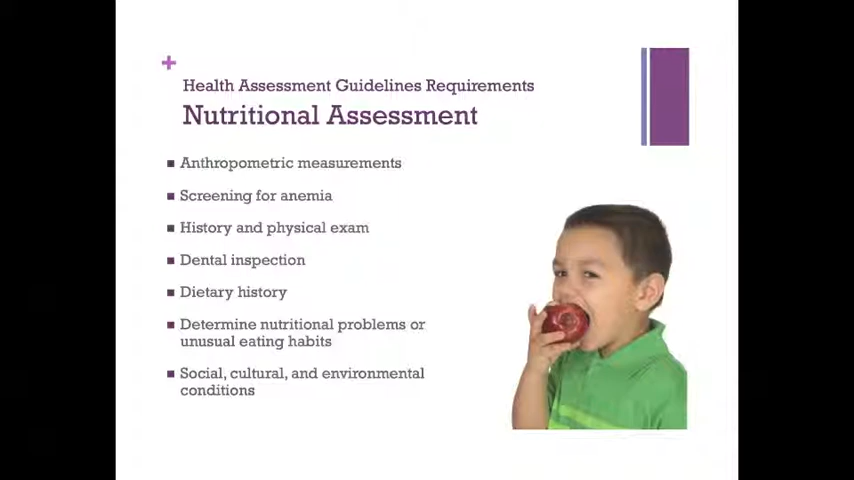 Health Assessment Guidelines Requirements
Nutritional Assessment
Anthropometric measurements
Screening for anemia
History and physical exam
Dental inspection
Dietary history
Determine nutritional problems or
unusual eating habits
Social, cultural, and environmental
conditions